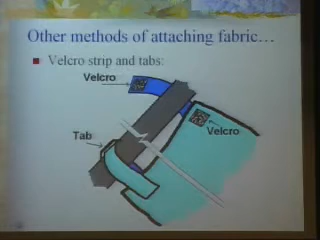 Other methods of attaching fabric…
Velcro strip and tabs:
Velcro
Velcro
Tab